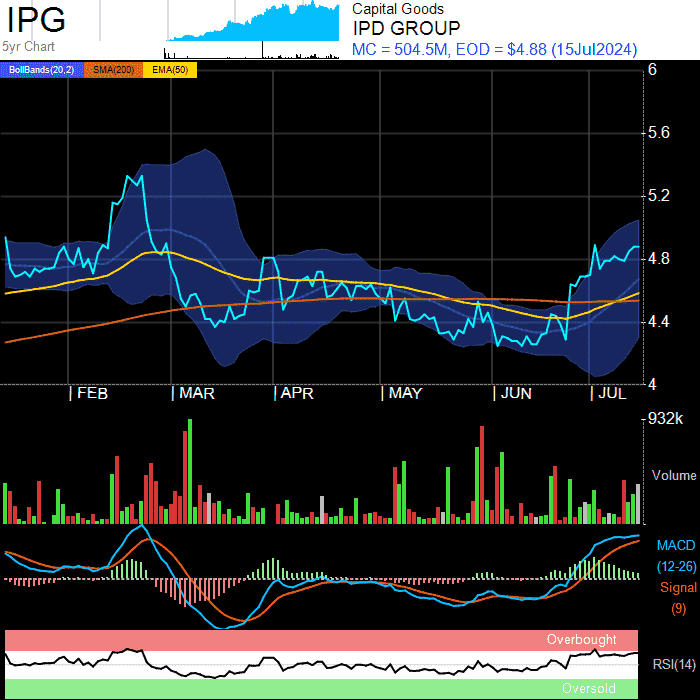 IPG
5yr Chart
Capital Goods
IPD GROUP
MC = 504.5M, EOD = $4.88 (15Jul2024)
BollBands(20,2) SMA(200) EMA(50)
6
5.6
5.2
4.8
4.4
4
FEB MAR APR MAY JUN JUL
932k
Volume
MACD
(12-26)
Signal
(9)
Overbought
RSI(14)
Oversold